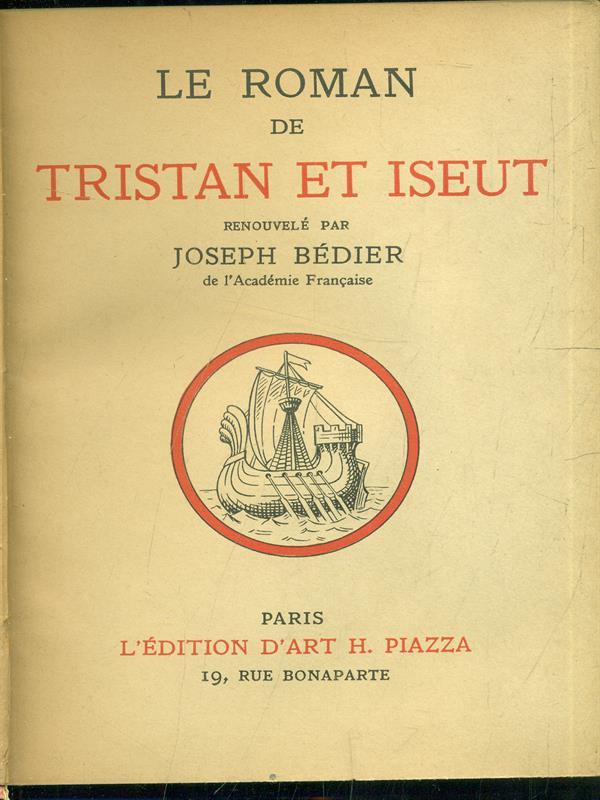 LE ROMAN
DE
TRISTAN ET ISEUT
RENOUVELÉ PAR
JOSEPH BÉDIER
de l'Académie Française
PARIS
L'ÉDITION D'ART H. PIAZZA
19, RUE BONAPARTE